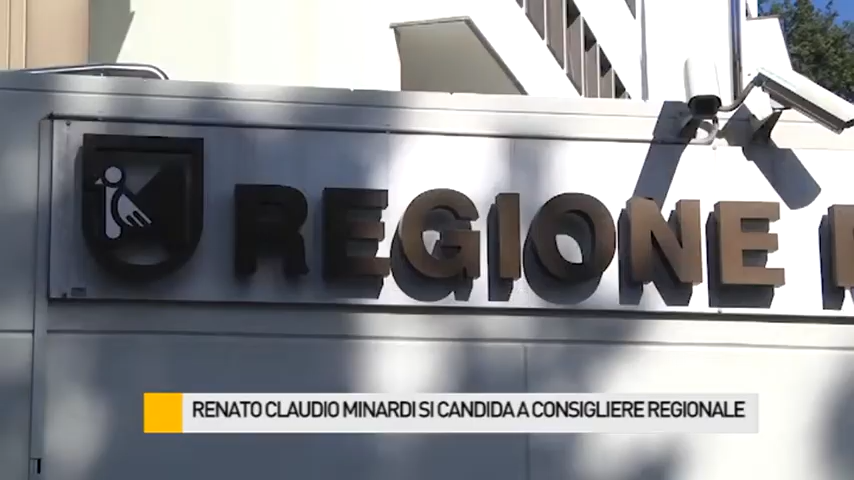 REGIONE
RENATO CLAUDIO MINARDI SI CANDIDA A CONSIGLIERE REGIONALE